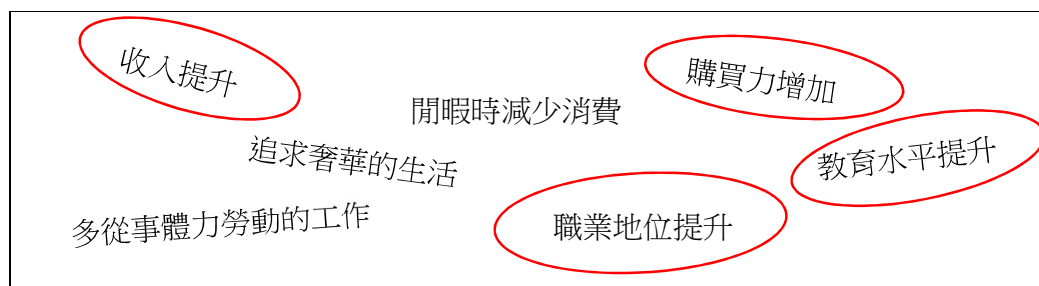 收入提升
購買力增加
閒暇時減少消費
追求奢華的生活
教育水平提升
多從事體力勞動的工作
職業地位提升